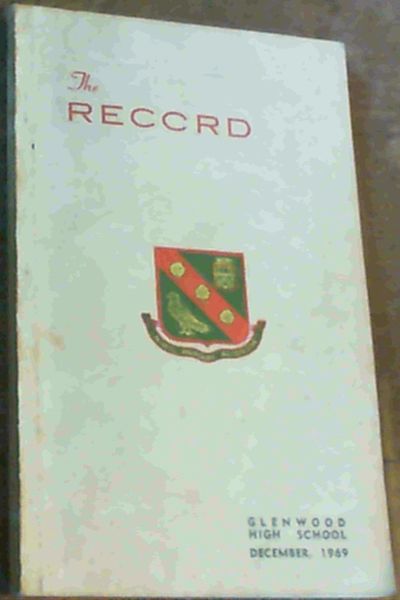 The
RECCRD
GLENWOOD
HIGH SCHOOL
DECEMBER, 1969